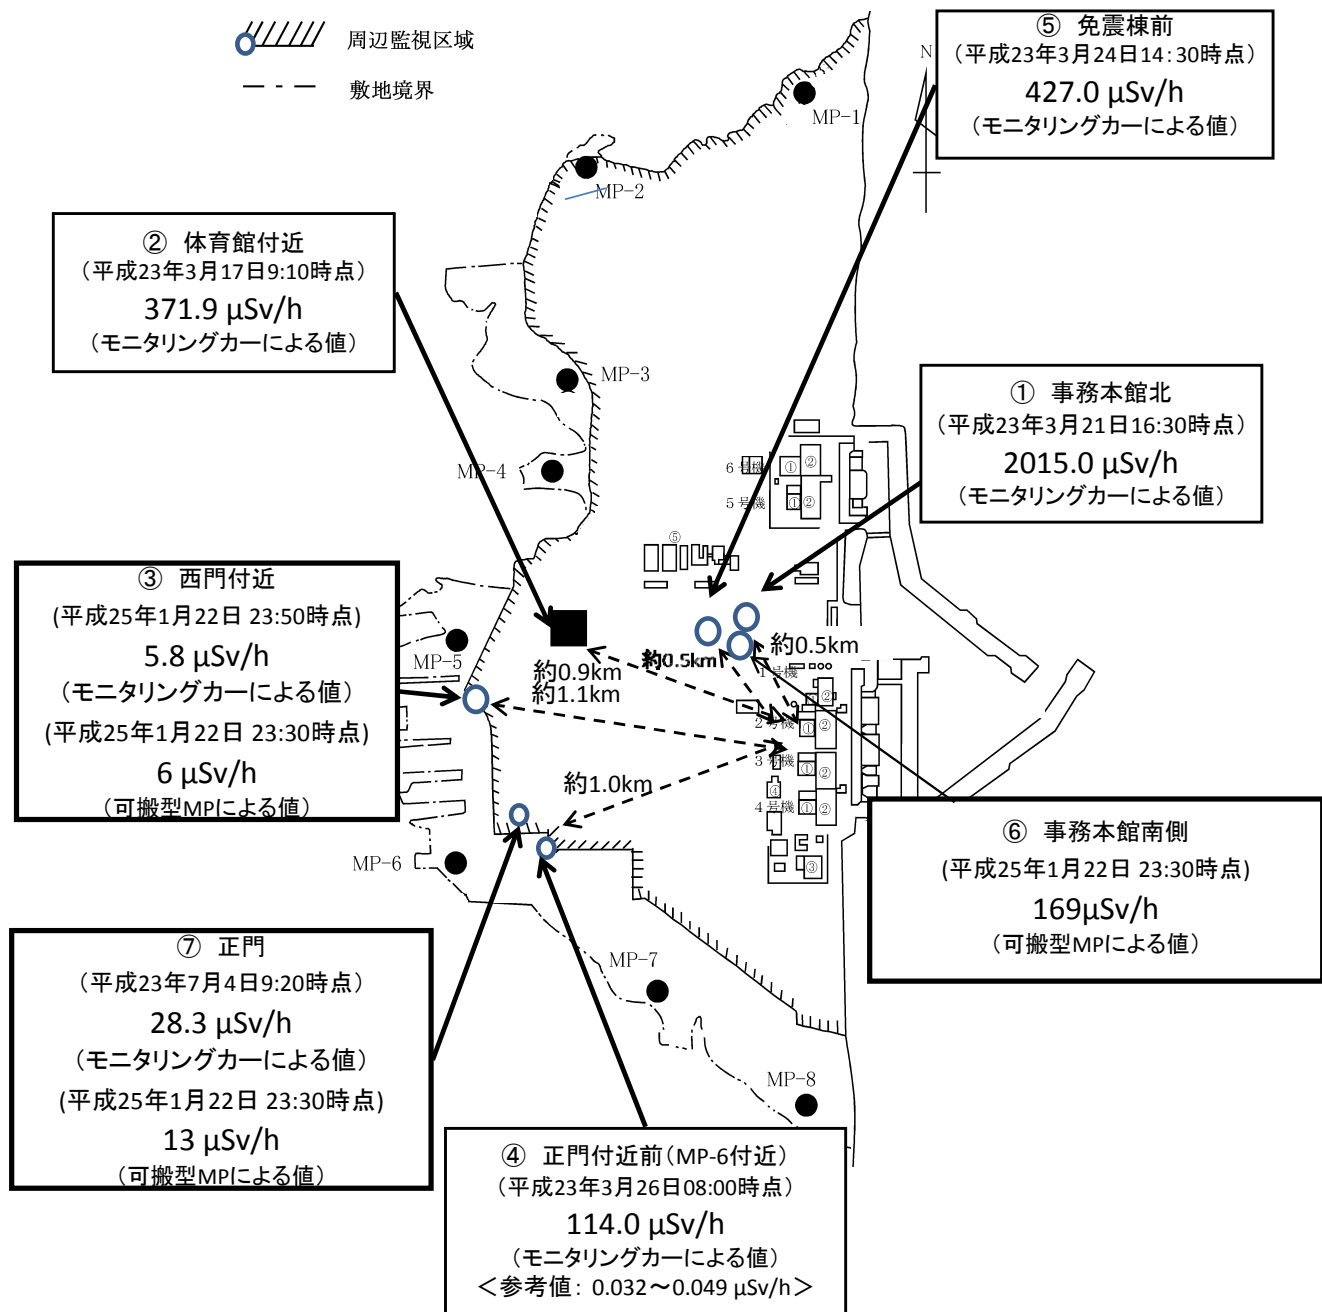 周辺監視区域
敷地境界
⑤ 免震棟前
(平成23年3月24日14:30時点)
427.0 μSv/h
(モニタリングカーによる値)
N
MP-1
MP-2
② 体育館付近
(平成23年3月17日9:10時点)
371.9 μSv/h
(モニタリングカーによる値)
MP-3
① 事務本館北
(平成23年3月21日16:30時点)
2015.0 μSv/h
(モニタリングカーによる値)
MP-4
6号機
①
②
5号機
①
②
⑤
③ 西門付近
(平成25年1月22日 23:50時点)
5.8 μSv/h
(モニタリングカーによる値)
(平成25年1月22日 23:30時点)
6 μSv/h
(可搬型MPによる値)
MP-5
約0.9km
約1.1km
約0.5km
約0.5km
1号機
②
2号機
①
②
3号機
①
②
④
4号機
①
②
③
約1.0km
MP-6
⑥ 事務本館南側
(平成25年1月22日 23:30時点)
169μSv/h
(可搬型MPによる値)
⑦ 正門
(平成23年7月4日9:20時点)
28.3 μSv/h
(モニタリングカーによる値)
(平成25年1月22日 23:30時点)
13 μSv/h
(可搬型MPによる値)
MP-7
MP-8
④ 正門付近前(MP-6付近)
(平成23年3月26日08:00時点)
114.0 μSv/h
(モニタリングカーによる値)
<参考値: 0.032～0.049 μSv/h>